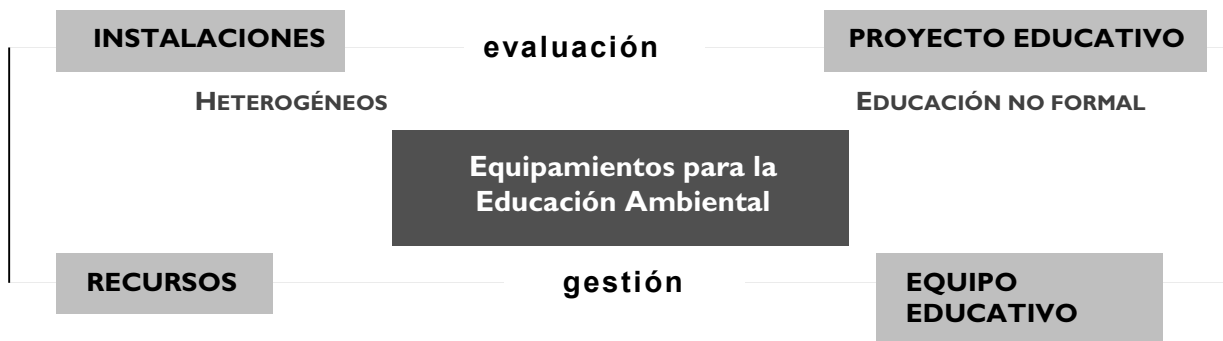 INSTALACIONES
evaluación
PROYECTO EDUCATIVO
HETEROGÉNEOS
EDUCACIÓN NO FORMAL
Equipamientos para la
Educación Ambiental
RECURSOS
gestión
EQUIPO
EDUCATIVO